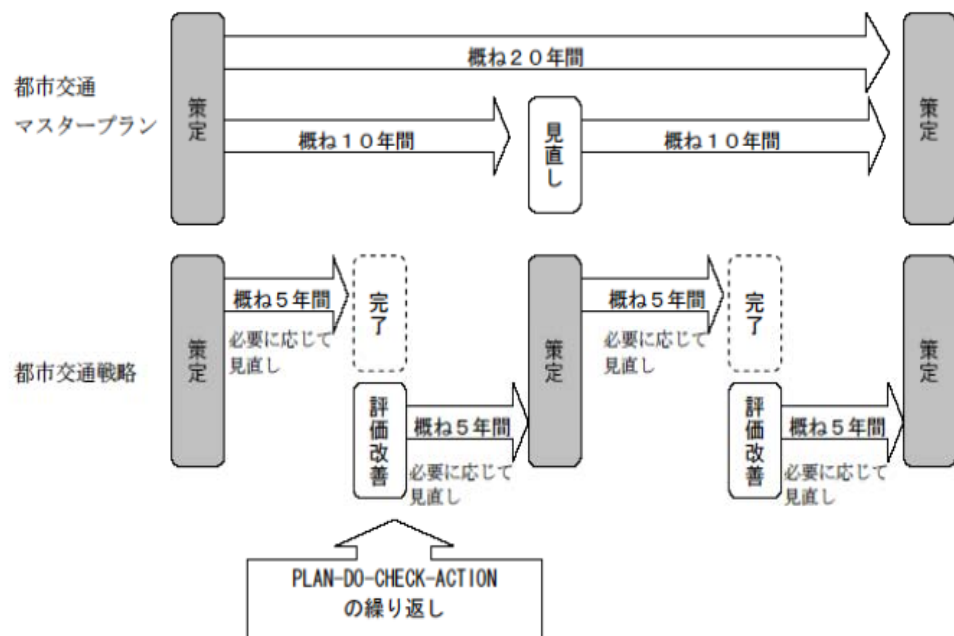 概ね２０年間
都市交通
マスタープラン
策定
概ね１０年間
見直し
概ね１０年間
策定
都市交通戦略
策定
概ね５年間
必要に応じて
見直し
完了
評価改善
概ね５年間
必要に応じて
見直し
策定
概ね５年間
必要に応じて
見直し
完了
評価改善
概ね５年間
必要に応じて
見直し
策定
PLAN-DO-CHECK-ACTION
の繰り返し